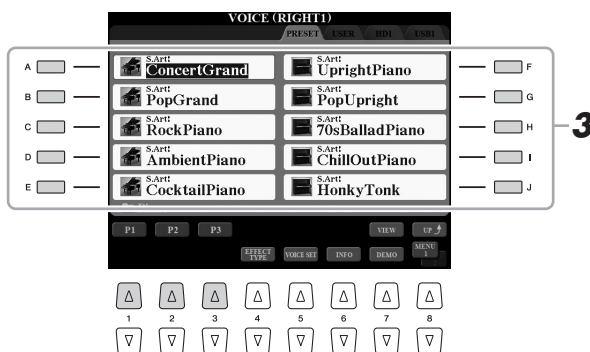 VOICE (RIGHT1)
PRESET USER HD1 USB1
A S.Art! ConcertGrand S.Art! UprightPiano F
B S.Art! PopGrand S.Art! PopUpright G
C S.Art! RockPiano S.Art! 70sBalladPiano H
D S.Art! AmbientPiano S.Art! ChillOutPiano I
E S.Art! CocktailPiano S.Art! HonkyTonk J
3
P1 P2 P3 VIEW UP
EFFECT TYPE VOICE SET INFO DEMO MENU 1
1 2 3 4 5 6 7 8